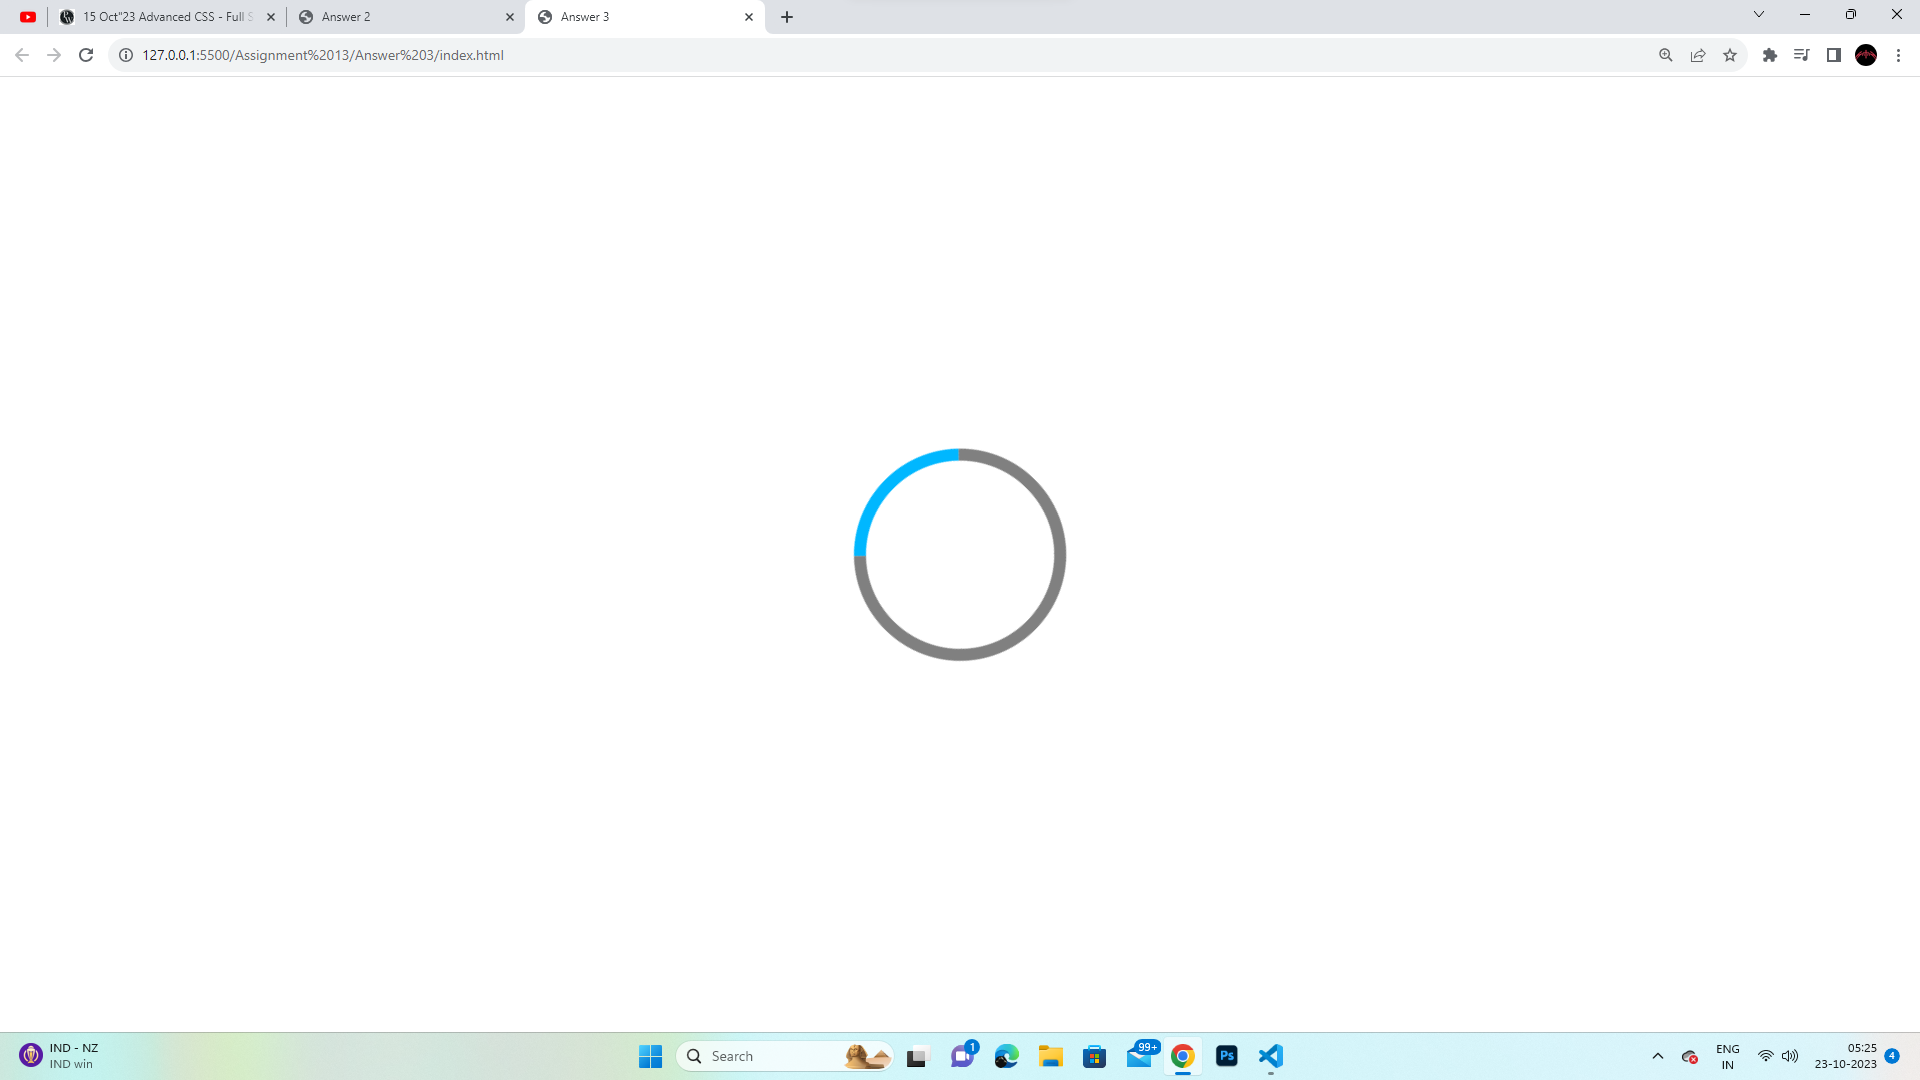 15 Oct"23 Advanced CSS - Full S
Answer 2
Answer 3
127.0.0.1:5500/Assignment%2013/Answer%203/index.html
IND - NZ
IND win
Search
1
99+
Ps
ENG
IN
05:25
23-10-2023
4